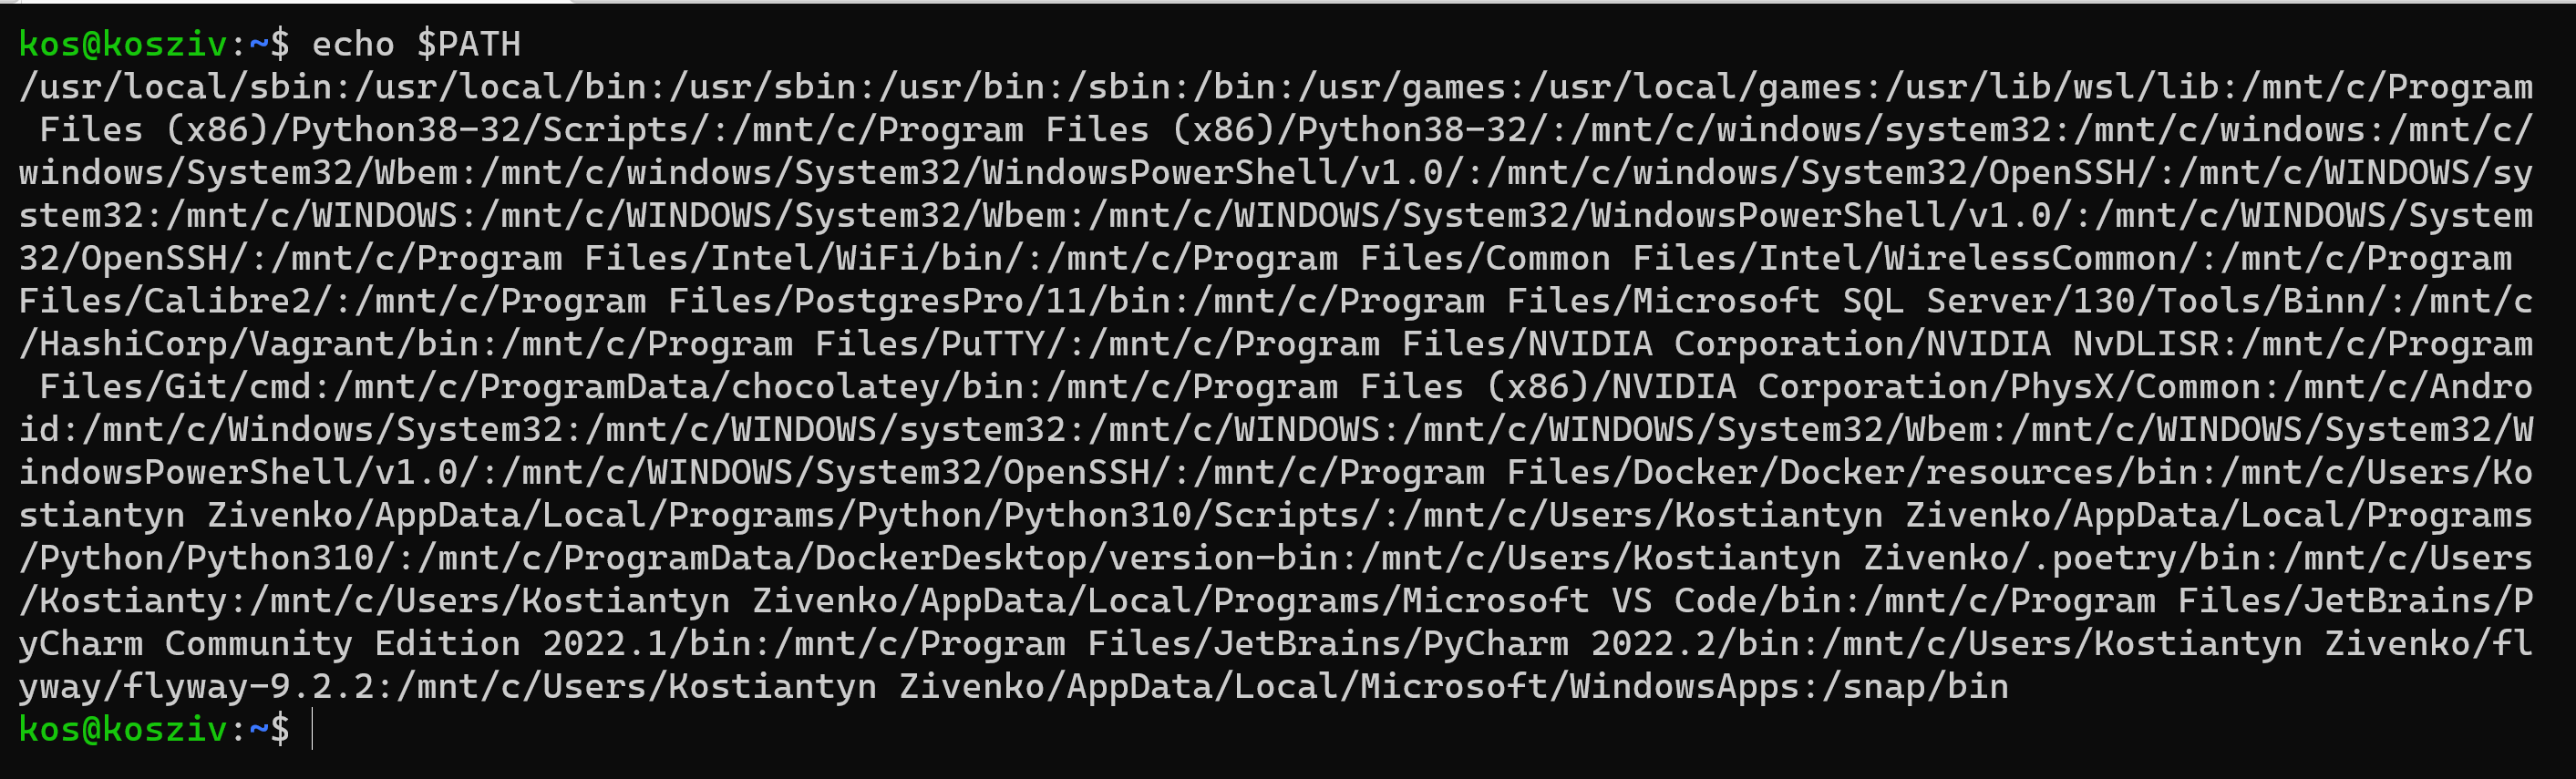 kos@kosziv:~$ echo $PATH
/usr/local/sbin:/usr/local/bin:/usr/sbin:/usr/bin:/sbin:/bin:/usr/games:/usr/local/games:/usr/lib/wsl/lib:/mnt/c/Program
 Files (x86)/Python38-32/Scripts/:/mnt/c/Program Files (x86)/Python38-32/:/mnt/c/windows/system32:/mnt/c/windows:/mnt/c/
windows/System32/Wbem:/mnt/c/windows/System32/WindowsPowerShell/v1.0/:/mnt/c/windows/System32/OpenSSH/:/mnt/c/WINDOWS/sy
stem32:/mnt/c/WINDOWS:/mnt/c/WINDOWS/System32/Wbem:/mnt/c/WINDOWS/System32/WindowsPowerShell/v1.0/:/mnt/c/WINDOWS/System
32/OpenSSH/:/mnt/c/Program Files/Intel/WiFi/bin/:/mnt/c/Program Files/Common Files/Intel/WirelessCommon/:/mnt/c/Program
Files/Calibre2/:/mnt/c/Program Files/PostgresPro/11/bin:/mnt/c/Program Files/Microsoft SQL Server/130/Tools/Binn/:/mnt/c
/HashiCorp/Vagrant/bin:/mnt/c/Program Files/PuTTY/:/mnt/c/Program Files/NVIDIA Corporation/NVIDIA NvDLISR:/mnt/c/Program
 Files/Git/cmd:/mnt/c/ProgramData/chocolatey/bin:/mnt/c/Program Files (x86)/NVIDIA Corporation/PhysX/Common:/mnt/c/Andro
id:/mnt/c/Windows/System32:/mnt/c/WINDOWS/system32:/mnt/c/WINDOWS:/mnt/c/WINDOWS/System32/Wbem:/mnt/c/WINDOWS/System32/W
indowsPowerShell/v1.0/:/mnt/c/WINDOWS/System32/OpenSSH/:/mnt/c/Program Files/Docker/Docker/resources/bin:/mnt/c/Users/Ko
stiantyn Zivenko/AppData/Local/Programs/Python/Python310/Scripts/:/mnt/c/Users/Kostiantyn Zivenko/AppData/Local/Programs
/Python/Python310/:/mnt/c/ProgramData/DockerDesktop/version-bin:/mnt/c/Users/Kostiantyn Zivenko/.poetry/bin:/mnt/c/Users
/Kostianty:/mnt/c/Users/Kostiantyn Zivenko/AppData/Local/Programs/Microsoft VS Code/bin:/mnt/c/Program Files/JetBrains/P
yCharm Community Edition 2022.1/bin:/mnt/c/Program Files/JetBrains/PyCharm 2022.2/bin:/mnt/c/Users/Kostiantyn Zivenko/fl
yway/flyway-9.2.2:/mnt/c/Users/Kostiantyn Zivenko/AppData/Local/Microsoft/WindowsApps:/snap/bin
kos@kosziv:~$